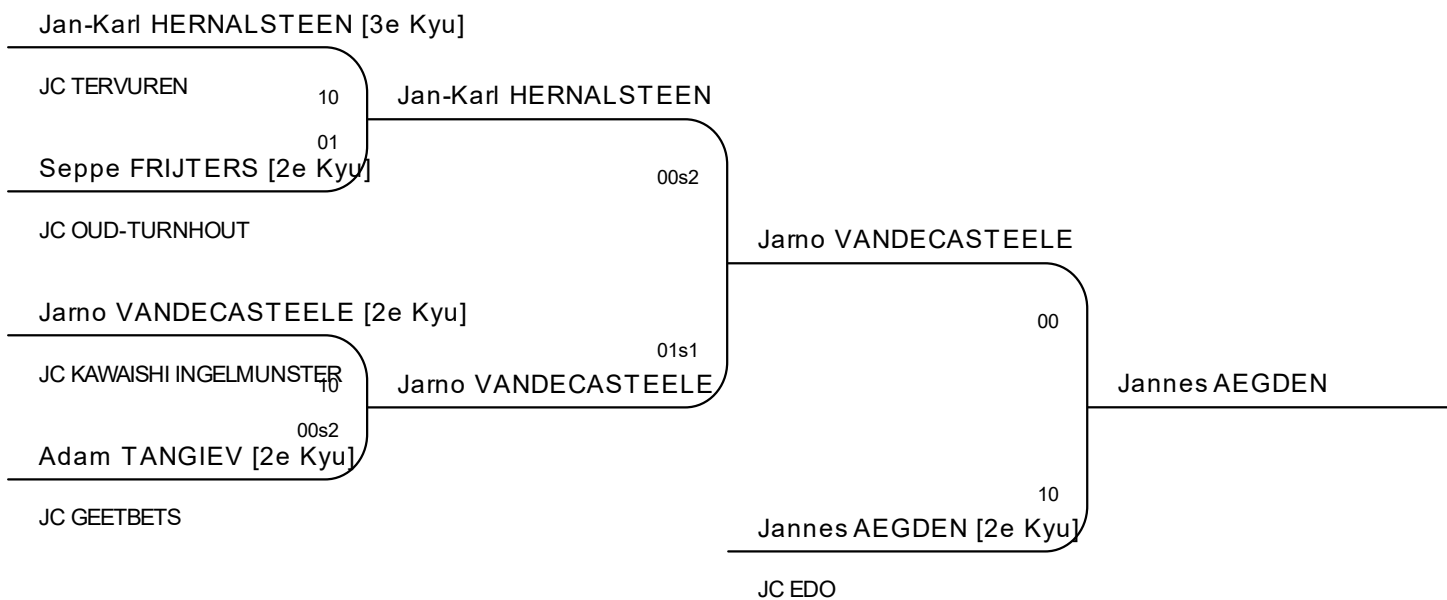 Jan-Karl HERNALSTEEN [3e Kyu]
JC TERVUREN
10
Jan-Karl HERNALSTEEN
01
Seppe FRIJTERS [2e Kyu]
00s2
JC OUD-TURNHOUT
Jarno VANDECASTEELE
Jarno VANDECASTEELE [2e Kyu]
00
01s1
JC KAWAISHI INGELMUNSTER
10
Jarno VANDECASTEELE
Jannes AEGDEN
00s2
Adam TANGIEV [2e Kyu]
10
JC GEETBETS
Jannes AEGDEN [2e Kyu]
JC EDO